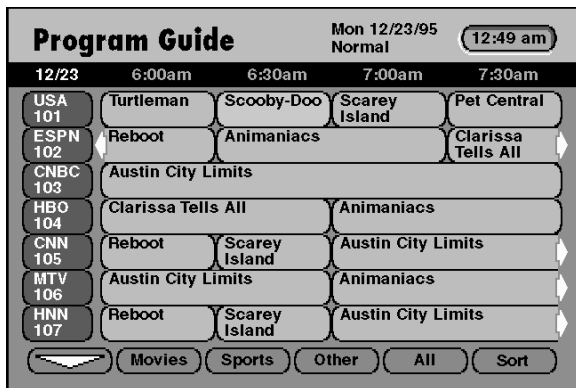 Program Guide
Mon 12/23/95
Normal
12:49 am
12/23 6:00am 6:30am 7:00am 7:30am
USA 101 Turtleman Scooby-Doo Scarey Island Pet Central
ESPN 102 Reboot Animaniacs Clarissa Tells All
CNBC 103 Austin City Limits
HBO 104 Clarissa Tells All Animaniacs
CNN 105 Reboot Scarey Island Austin City Limits
MTV 106 Austin City Limits Animaniacs
HNN 107 Reboot Scarey Island Austin City Limits
Movies Sports Other All Sort